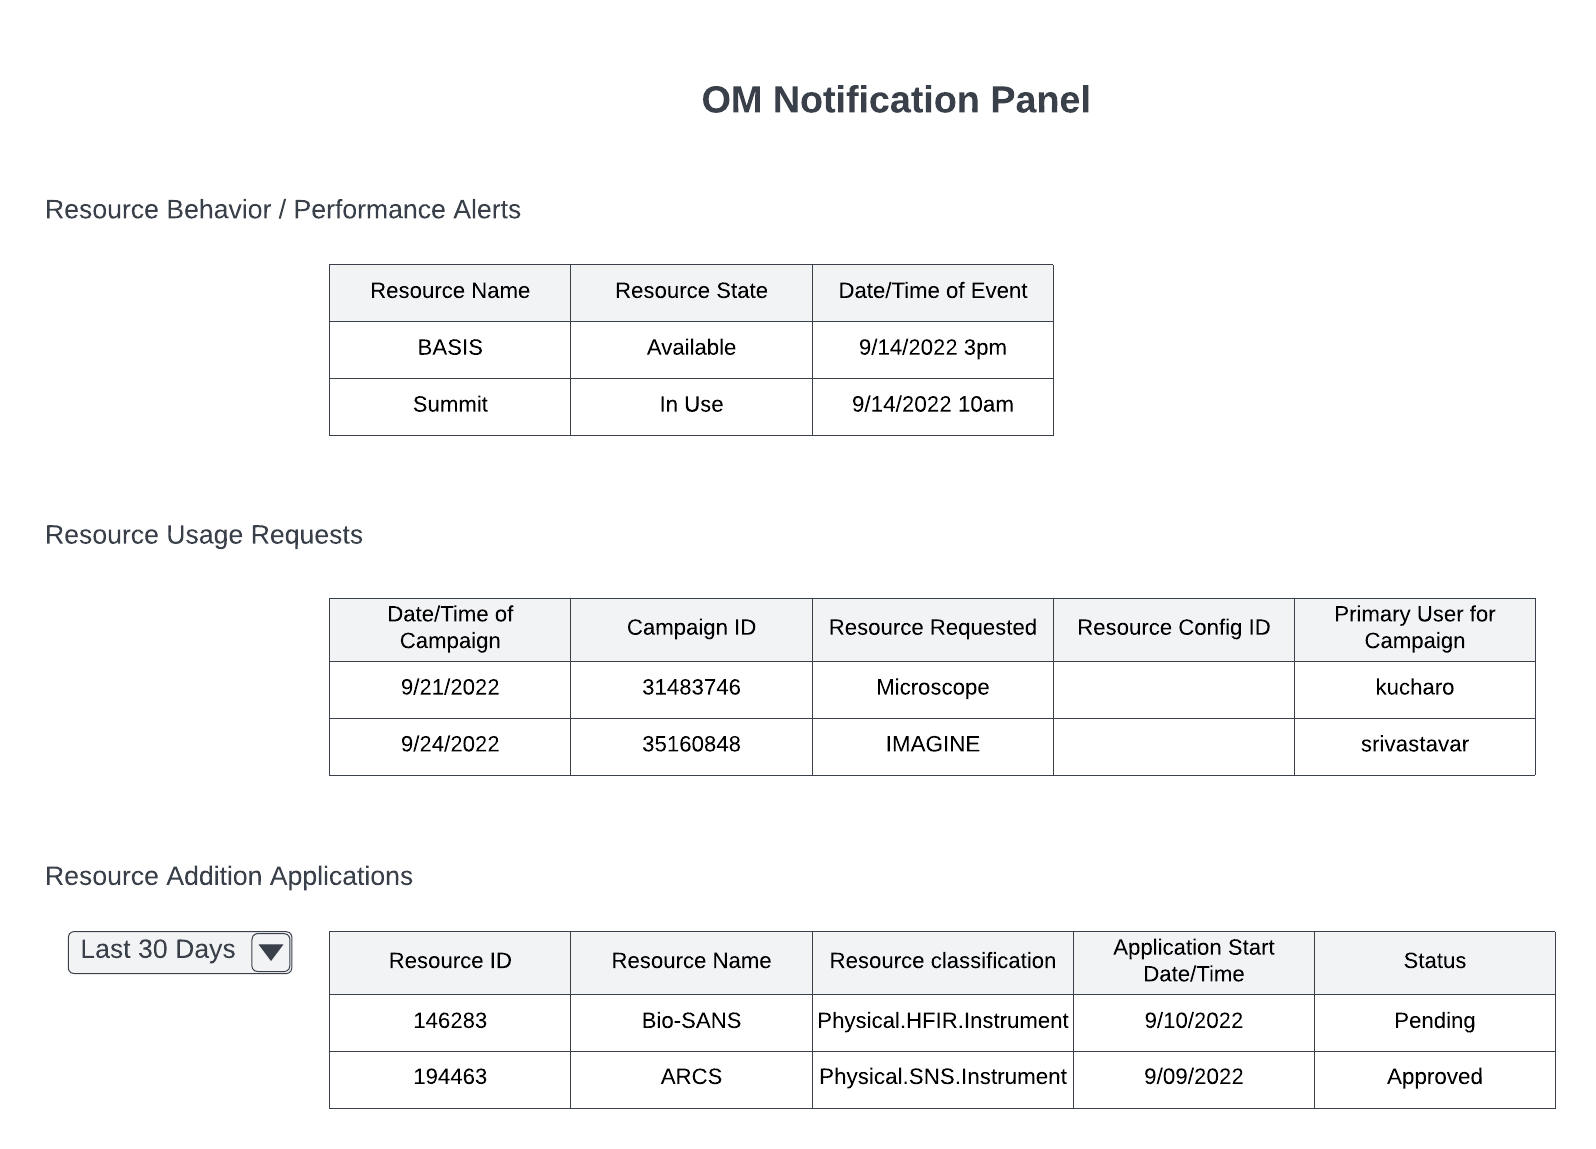 OM Notification Panel
Resource Behavior / Performance Alerts
Resource Name Resource State Date/Time of Event
BASIS Available 9/14/2022 3pm
Summit In Use 9/14/2022 10am
Resource Usage Requests
Date/Time of Campaign Campaign ID Resource Requested Resource Config ID Primary User for Campaign
9/21/2022 31483746 Microscope kucharo
9/24/2022 35160848 IMAGINE srivastavar
Resource Addition Applications
Last 30 Days
Resource ID Resource Name Resource classification Application Start Date/Time Status
146283 Bio-SANS Physical.HFIR.Instrument 9/10/2022 Pending
194463 ARCS Physical.SNS.Instrument 9/09/2022 Approved